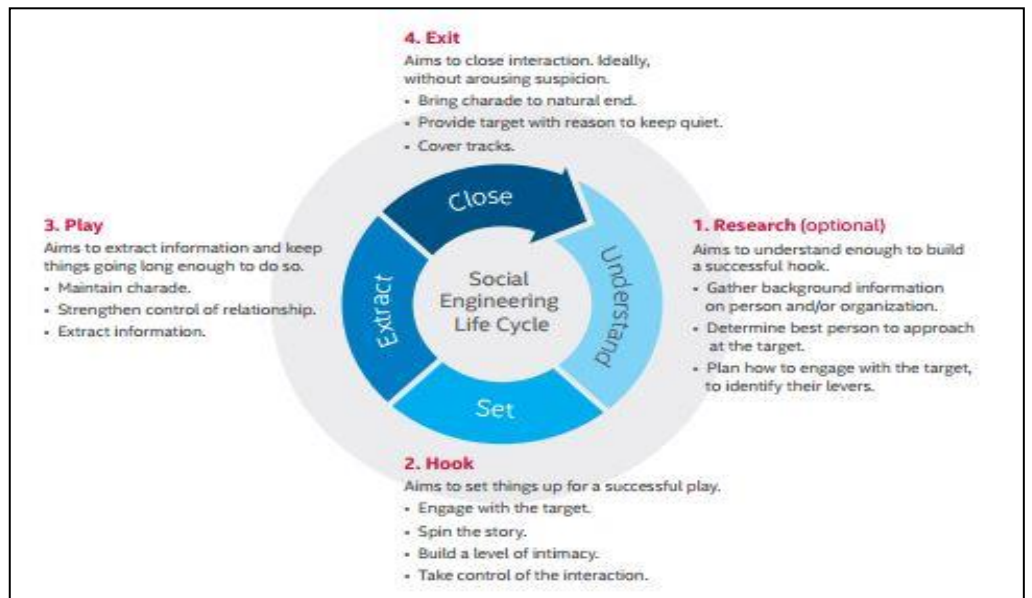 4. Exit
Aims to close interaction. Ideally,
without arousing suspicion.
• Bring charade to natural end.
• Provide target with reason to keep quiet.
• Cover tracks.
Close
3. Play
Aims to extract information and keep
things going long enough to do so.
• Maintain charade.
• Strengthen control of relationship.
• Extract information.
Extract
Social
Engineering
Life Cycle
Understand
1. Research (optional)
Aims to understand enough to build
a successful hook.
• Gather background information
on person and/or organization.
• Determine best person to approach
at the target.
• Plan how to engage with the target,
to identify their levers.
Set
2. Hook
Aims to set things up for a successful play.
• Engage with the target.
• Spin the story.
• Build a level of intimacy.
• Take control of the interaction.